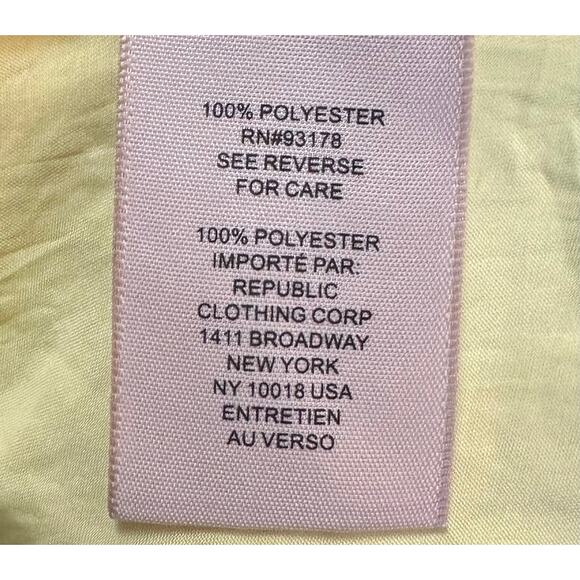 100% POLYESTER
RN#93178
SEE REVERSE
FOR CARE
100% POLYESTER
IMPORTÉ PAR:
REPUBLIC
CLOTHING CORP
1411 BROADWAY
NEW YORK
NY 10018 USA
ENTRETIEN
AU VERSO